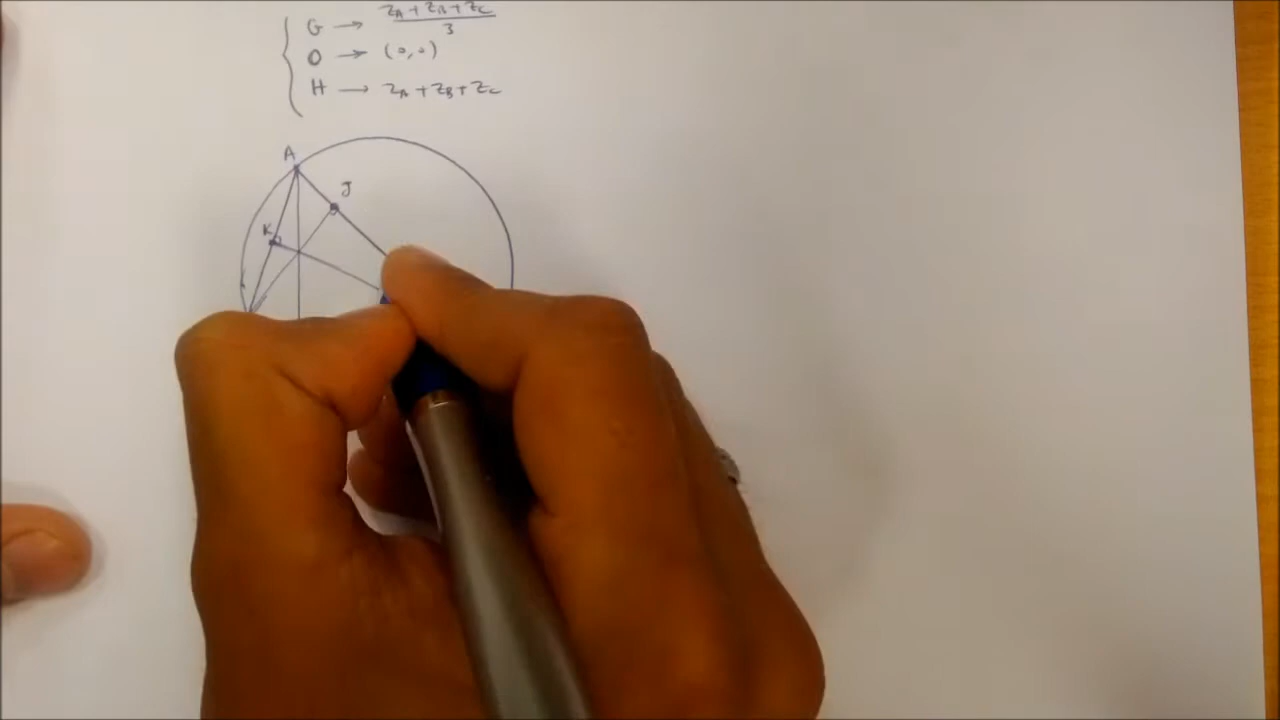 G → (z_A + z_B + z_C)/3
O → (0,0)
H → z_A + z_B + z_C
A
J
K